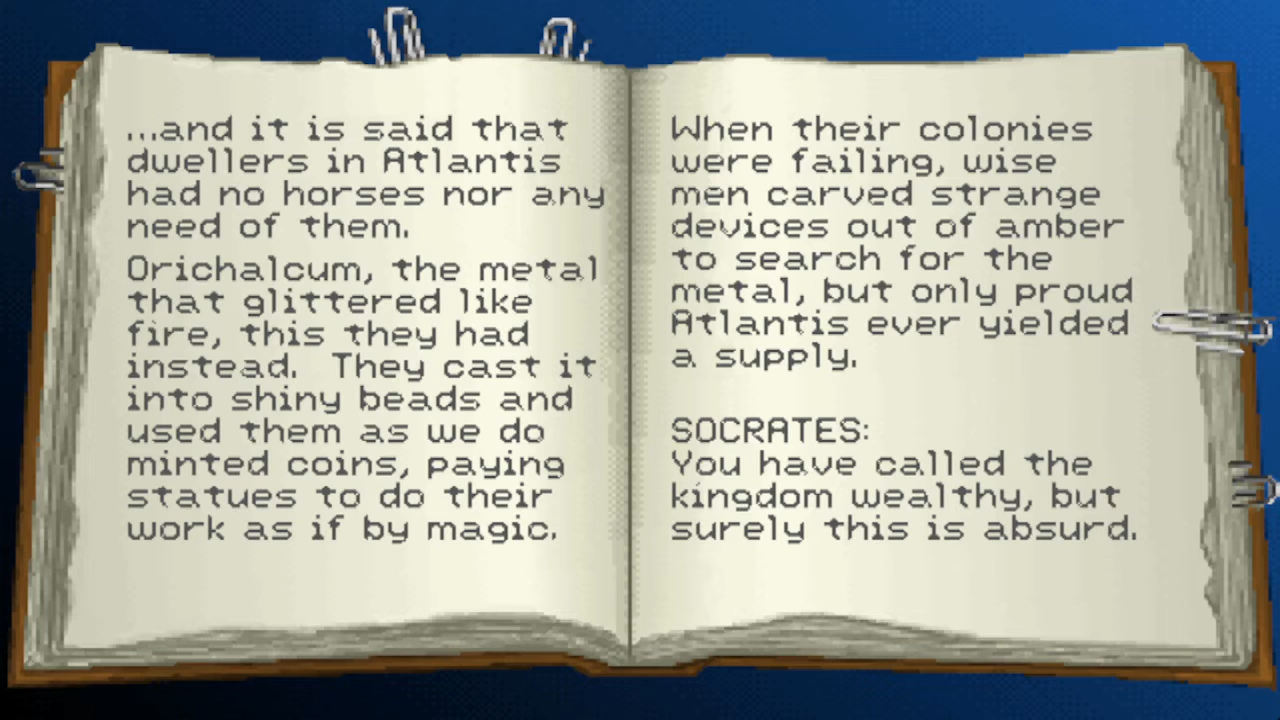 ...and it is said that
dwellers in Atlantis
had no horses nor any
need of them.
Orichalcum, the metal
that glittered like
fire, this they had
instead.  They cast it
into shiny beads and
used them as we do
minted coins, paying
statues to do their
work as if by magic.
When their colonies
were failing, wise
men carved strange
devices out of amber
to search for the
metal, but only proud
Atlantis ever yielded
a supply.
SOCRATES:
You have called the
kingdom wealthy, but
surely this is absurd.